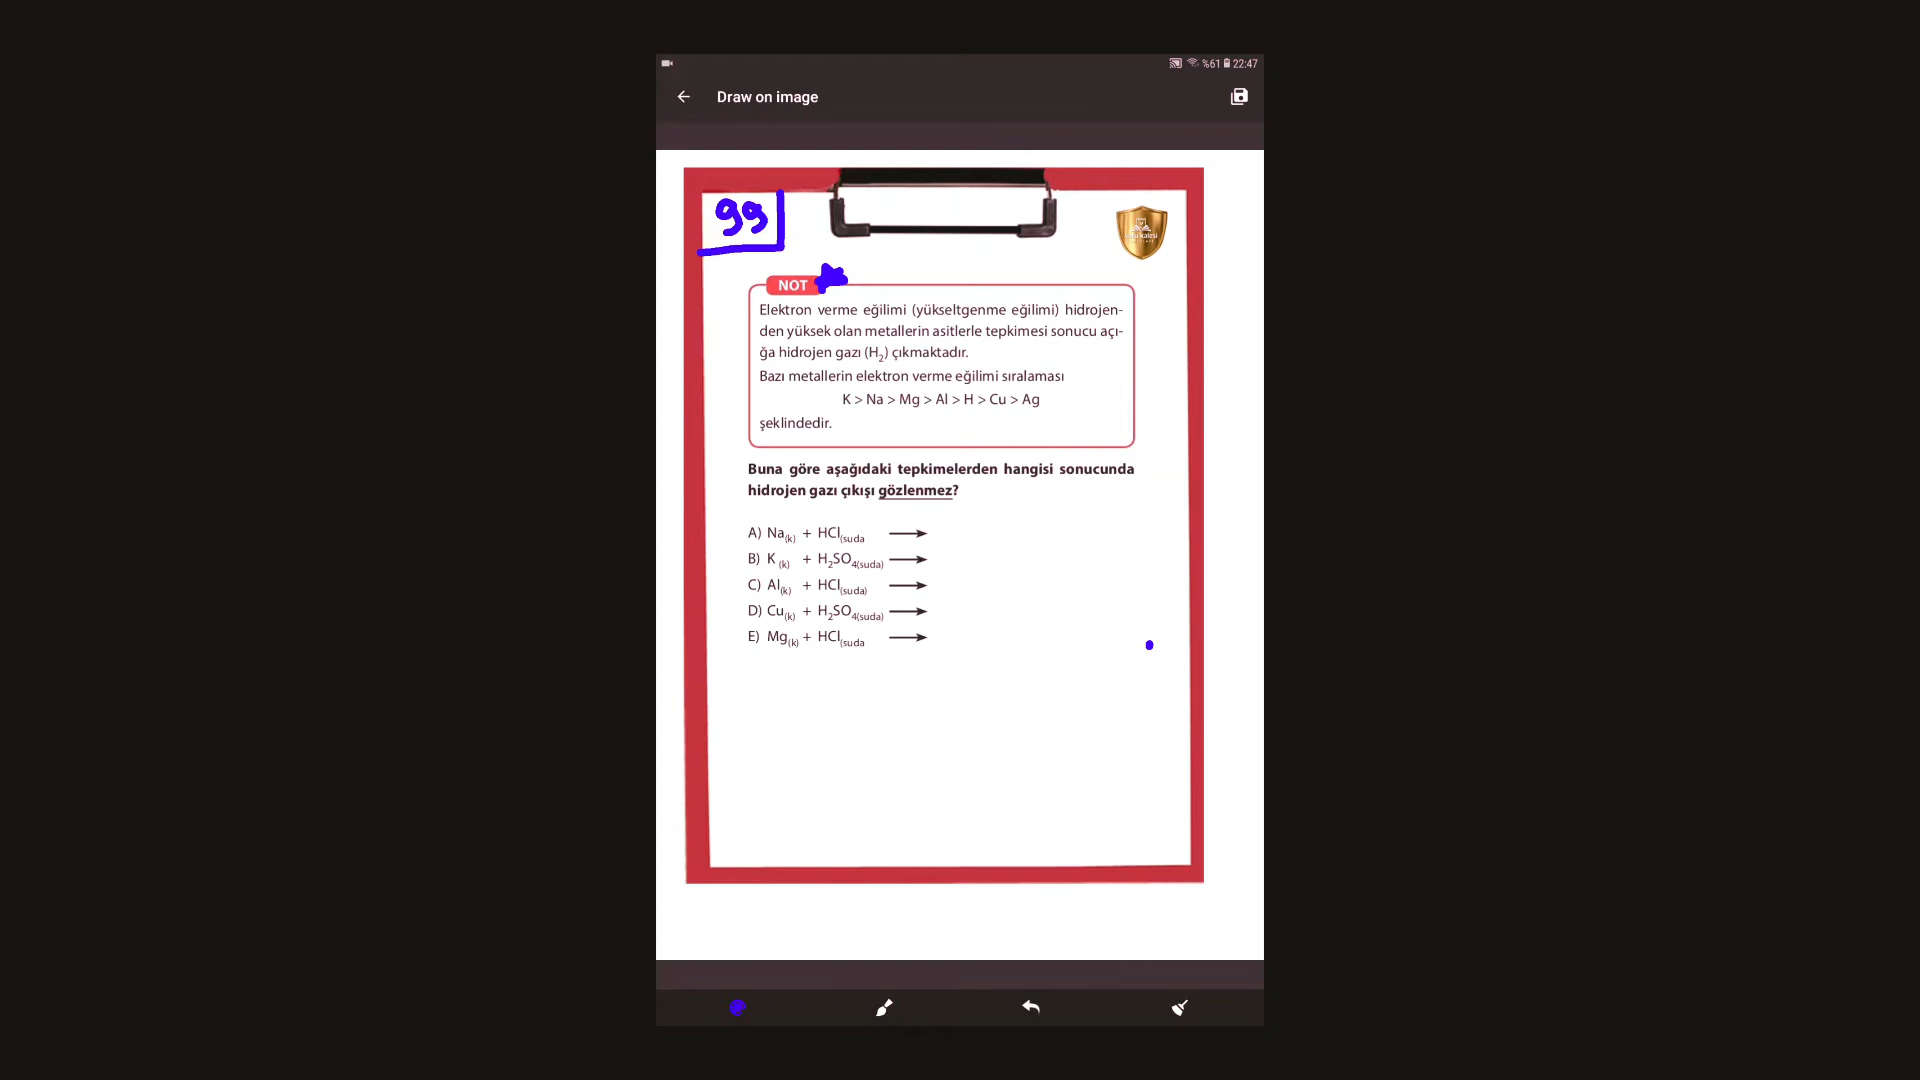 %61 22:47
Draw on image
99
NOT
Elektron verme eğilimi (yükseltgenme eğilimi) hidrojen-
den yüksek olan metallerin asitlerle tepkimesi sonucu açı-
ğa hidrojen gazı (H₂) çıkmaktadır.
Bazı metallerin elektron verme eğilimi sıralaması
K > Na > Mg > Al > H > Cu > Ag
şeklindedir.
Buna göre aşağıdaki tepkimelerden hangisi sonucunda
hidrojen gazı çıkışı gözlenmez?
A) Na(k) + HCl(suda ⟶
B) K (k) + H₂SO₄(suda) ⟶
C) Al(k) + HCl(suda) ⟶
D) Cu(k) + H₂SO₄(suda) ⟶
E) Mg(k) + HCl(suda ⟶